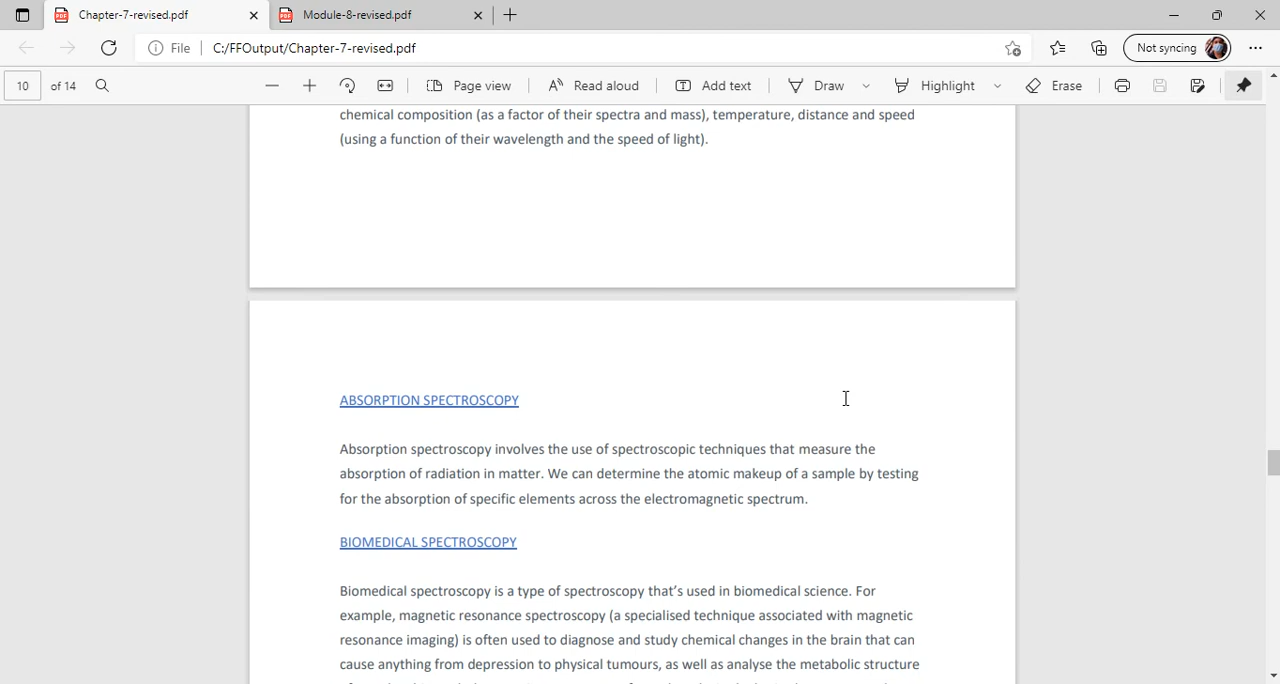 Chapter-7-revised.pdf
Module-8-revised.pdf
File
C:/FFOutput/Chapter-7-revised.pdf
Not syncing
10 of 14
Page view
Read aloud
Add text
Draw
Highlight
Erase
chemical composition (as a factor of their spectra and mass), temperature, distance and speed
(using a function of their wavelength and the speed of light).
ABSORPTION SPECTROSCOPY
Absorption spectroscopy involves the use of spectroscopic techniques that measure the
absorption of radiation in matter. We can determine the atomic makeup of a sample by testing
for the absorption of specific elements across the electromagnetic spectrum.
BIOMEDICAL SPECTROSCOPY
Biomedical spectroscopy is a type of spectroscopy that's used in biomedical science. For
example, magnetic resonance spectroscopy (a specialised technique associated with magnetic
resonance imaging) is often used to diagnose and study chemical changes in the brain that can
cause anything from depression to physical tumours, as well as analyse the metabolic structure